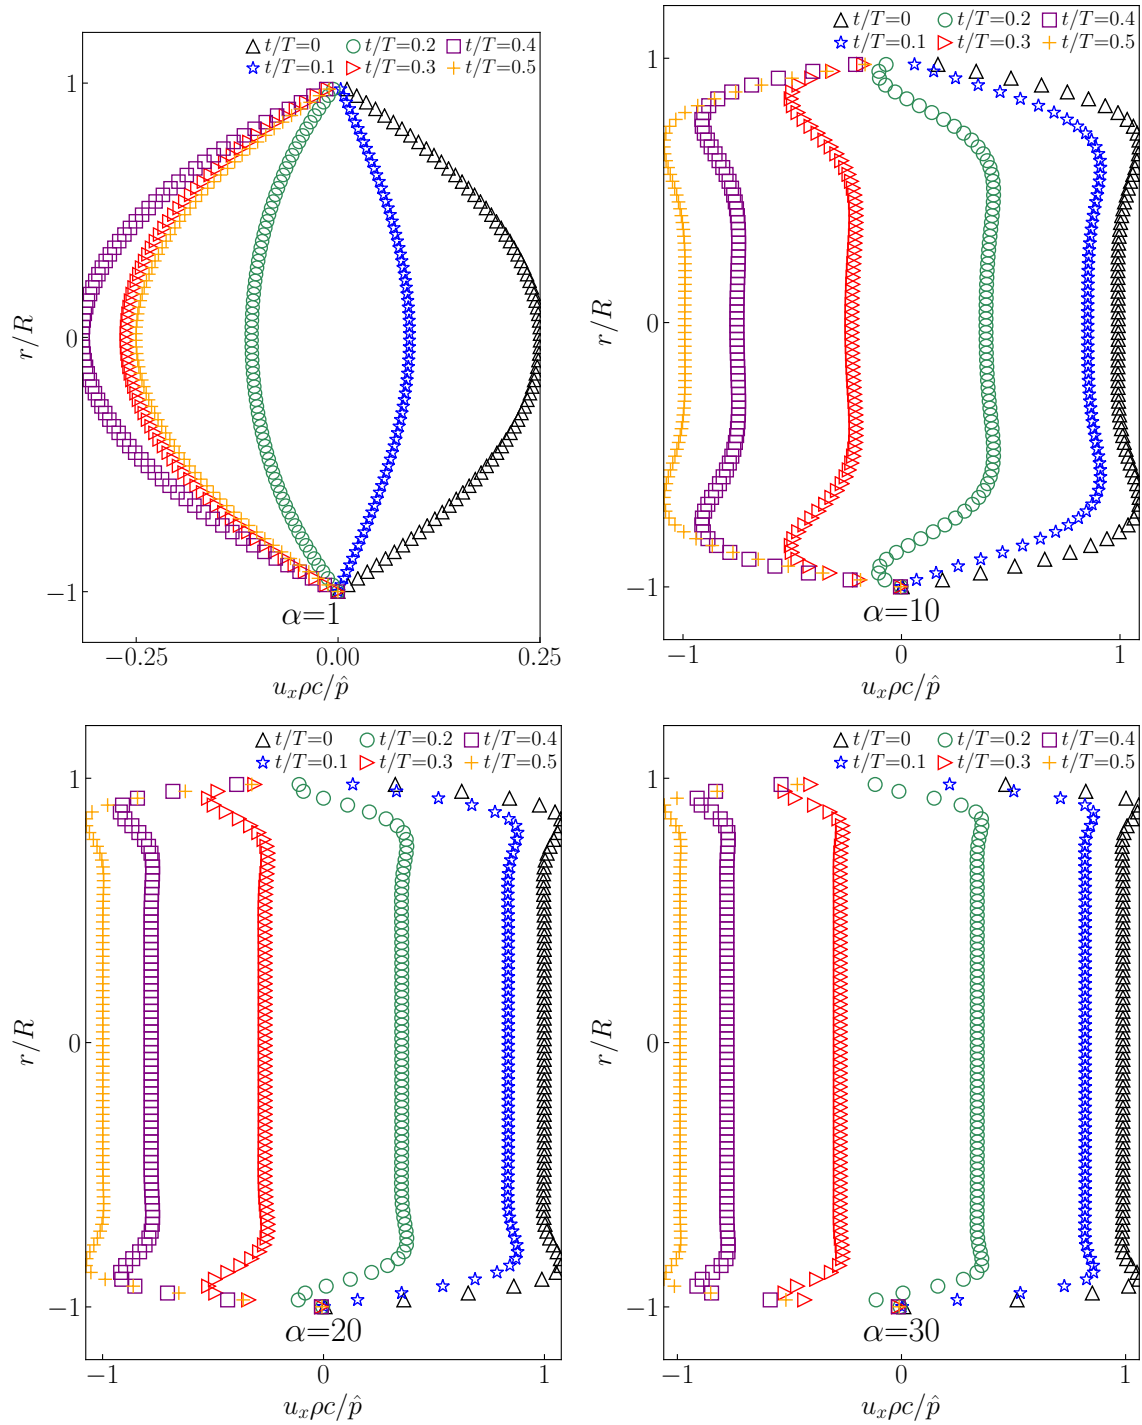 t/T=0 t/T=0.2 t/T=0.4
t/T=0.1 t/T=0.3 t/T=0.5
1
r/R
0
−1
α=1
−0.25 0.00 0.25
u_xρc/p̂
t/T=0 t/T=0.2 t/T=0.4
t/T=0.1 t/T=0.3 t/T=0.5
1
r/R
0
−1
α=10
−1 0 1
u_xρc/p̂
t/T=0 t/T=0.2 t/T=0.4
t/T=0.1 t/T=0.3 t/T=0.5
1
r/R
0
−1
α=20
−1 0 1
u_xρc/p̂
t/T=0 t/T=0.2 t/T=0.4
t/T=0.1 t/T=0.3 t/T=0.5
1
r/R
0
−1
α=30
−1 0 1
u_xρc/p̂